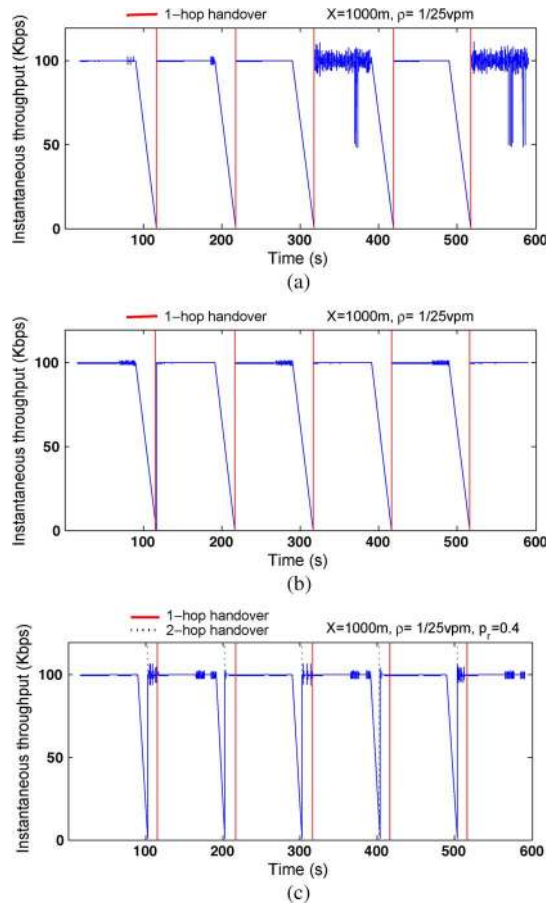 1-hop handover X=1000m, ρ= 1/25vpm
Instantaneous throughput (Kbps)
100
50
0
100 200 300 400 500 600
Time (s)
(a)
1-hop handover X=1000m, ρ= 1/25vpm
Instantaneous throughput (Kbps)
100
50
0
100 200 300 400 500 600
Time (s)
(b)
1-hop handover
2-hop handover X=1000m, ρ= 1/25vpm, pr=0.4
Instantaneous throughput (Kbps)
100
50
0
100 200 300 400 500 600
Time (s)
(c)